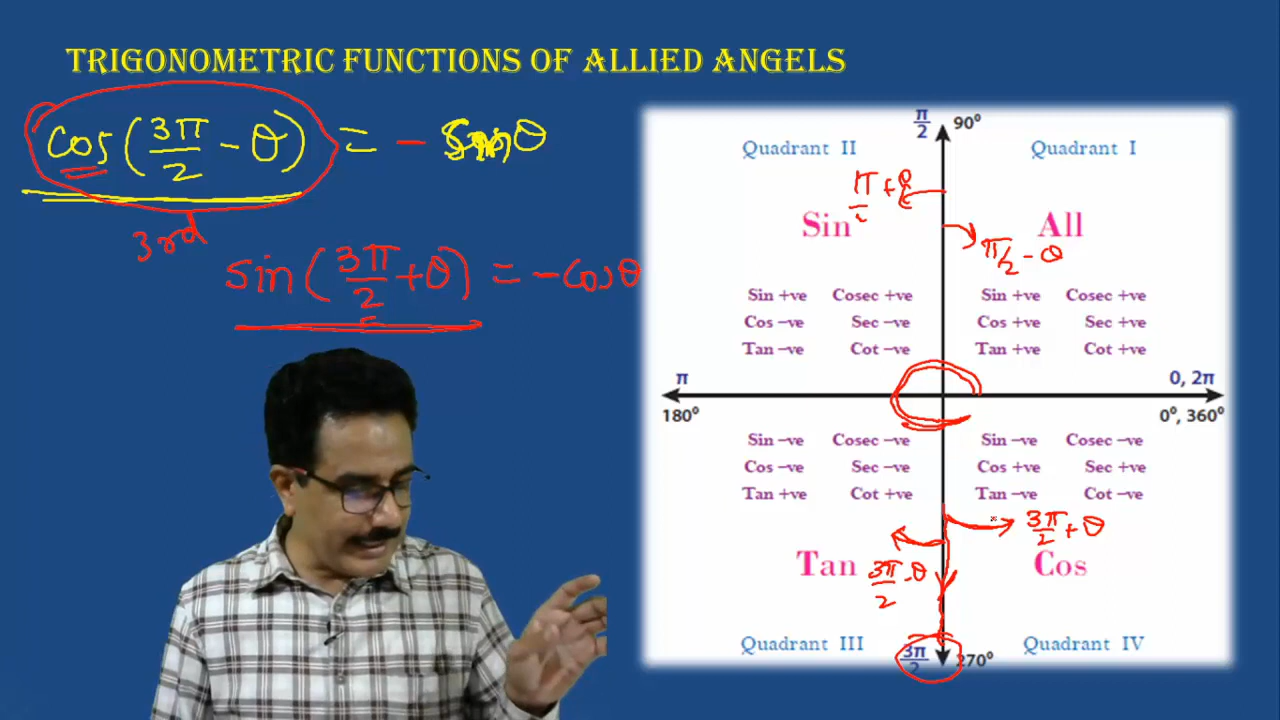 TRIGONOMETRIC FUNCTIONS OF ALLIED ANGELS
cos(3π/2 - θ) = - sinθ
3rd
sin(3π/2 + θ) = - cosθ
π/2 90°
Quadrant II Quadrant I
π +
Sin All
π/2 - θ
Sin +ve Cosec +ve Sin +ve Cosec +ve
Cos –ve Sec –ve Cos +ve Sec +ve
Tan –ve Cot –ve Tan +ve Cot +ve
π 0, 2π
180° 0°, 360°
Sin –ve Cosec –ve Sin –ve Cosec –ve
Cos –ve Sec –ve Cos +ve Sec +ve
Tan +ve Cot +ve Tan –ve Cot –ve
3π/2 + θ
Tan 3π/2 - θ Cos
Quadrant III Quadrant IV
3π/2 270°